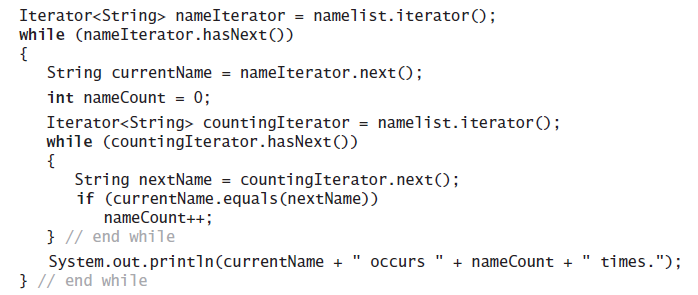 Iterator<String> nameIterator = namelist.iterator();
while (nameIterator.hasNext())
{
String currentName = nameIterator.next();
int nameCount = 0;
Iterator<String> countingIterator = namelist.iterator();
while (countingIterator.hasNext())
{
String nextName = countingIterator.next();
if (currentName.equals(nextName))
nameCount++;
} // end while
System.out.println(currentName + " occurs " + nameCount + " times.");
} // end while